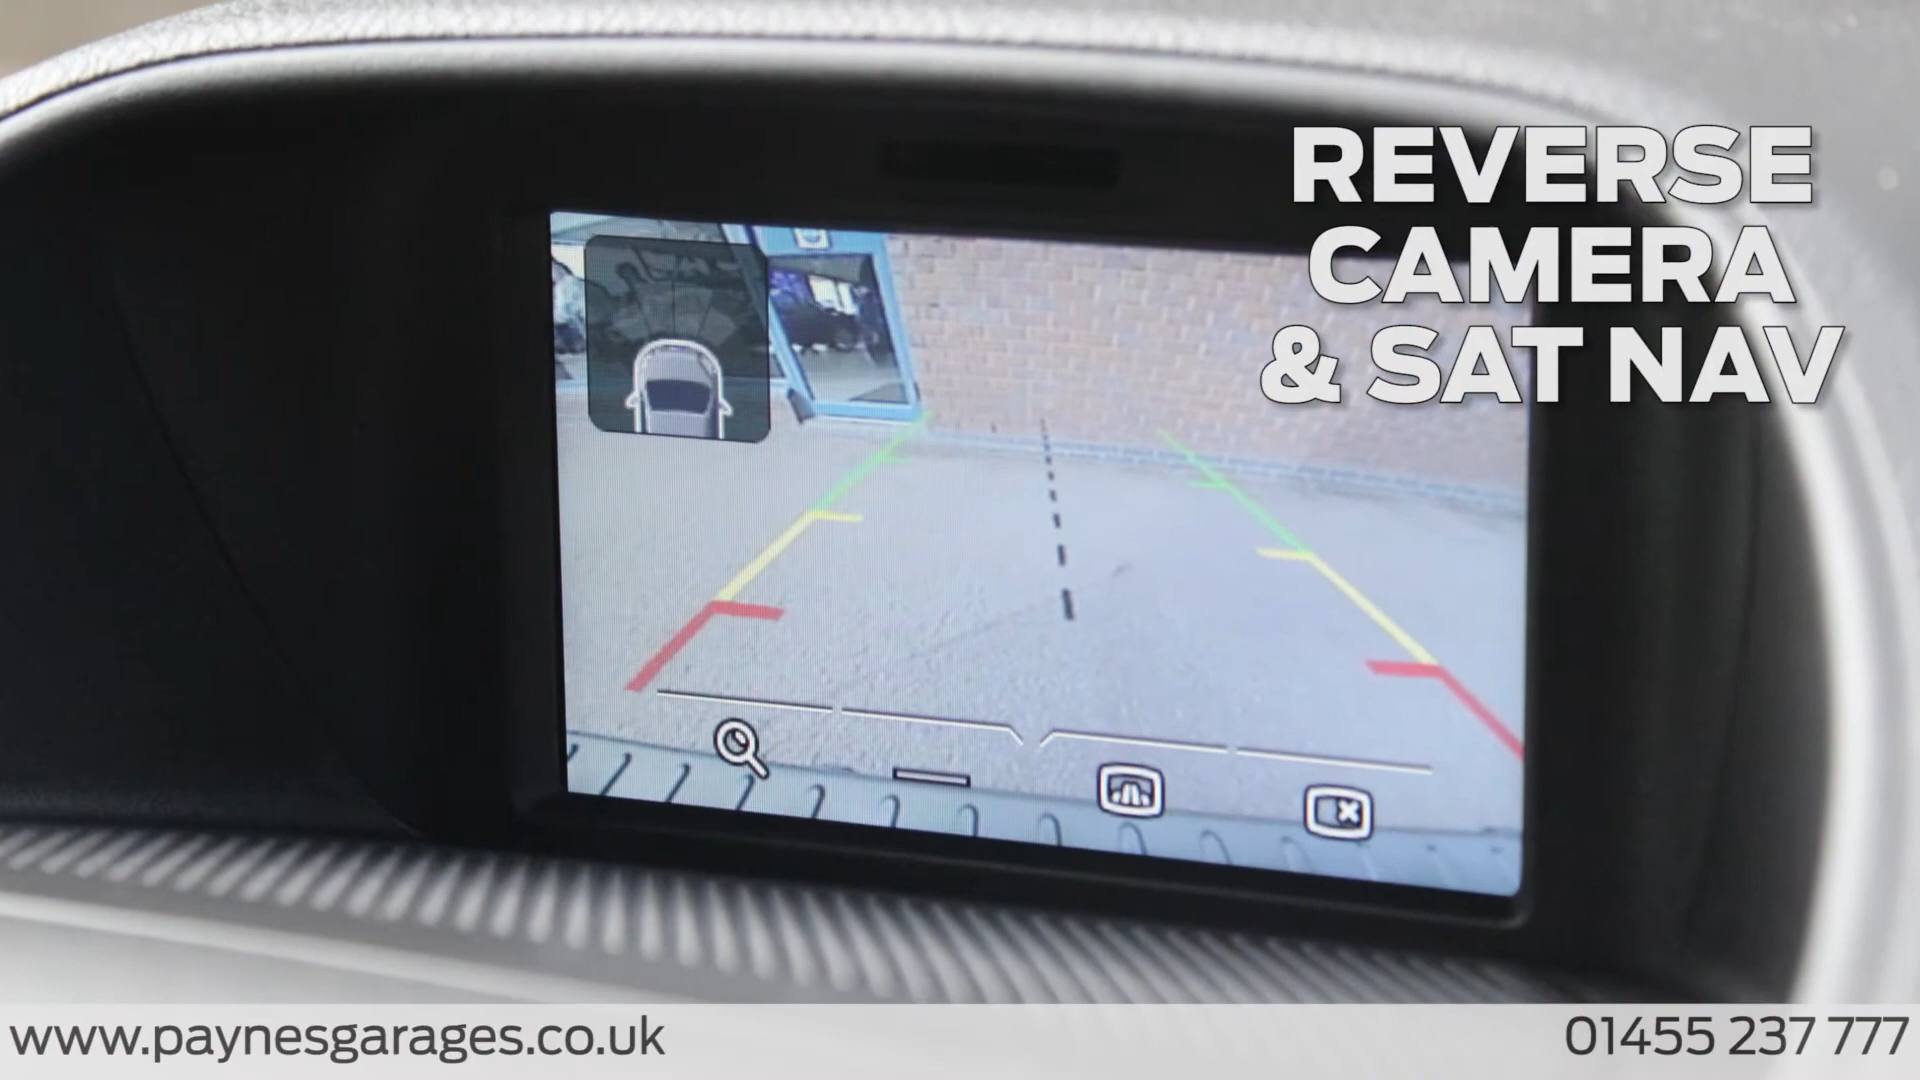 REVERSE
CAMERA
& SAT NAV
www.paynesgarages.co.uk
01455 237 777